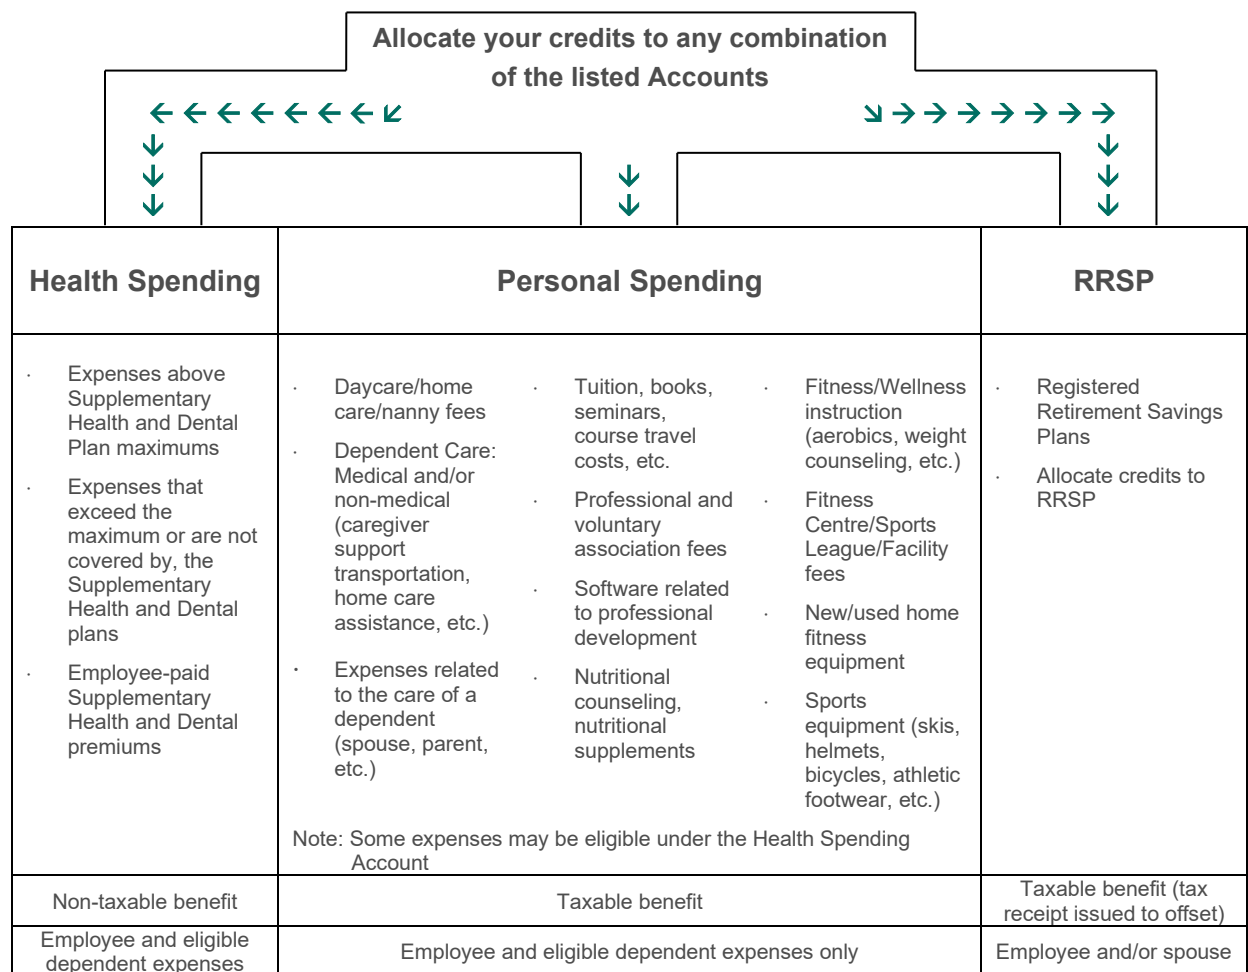 Allocate your credits to any combination
of the listed Accounts
Health Spending
Personal Spending
RRSP
· Expenses above
Supplementary
Health and Dental
Plan maximums
· Expenses that
exceed the
maximum or are not
covered by, the
Supplementary
Health and Dental
plans
· Employee-paid
Supplementary
Health and Dental
premiums
· Daycare/home
care/nanny fees
· Dependent Care:
Medical and/or
non-medical
(caregiver
support
transportation,
home care
assistance, etc.)
· Expenses related
to the care of a
dependent
(spouse, parent,
etc.)
· Tuition, books,
seminars,
course travel
costs, etc.
· Professional and
voluntary
association fees
· Software related
to professional
development
· Nutritional
counseling,
nutritional
supplements
· Fitness/Wellness
instruction
(aerobics, weight
counseling, etc.)
· Fitness
Centre/Sports
League/Facility
fees
· New/used home
fitness
equipment
· Sports
equipment (skis,
helmets,
bicycles, athletic
footwear, etc.)
Note: Some expenses may be eligible under the Health Spending
Account
· Registered
Retirement Savings
Plans
· Allocate credits to
RRSP
Non-taxable benefit
Taxable benefit
Taxable benefit (tax
receipt issued to offset)
Employee and eligible
dependent expenses
Employee and eligible dependent expenses only
Employee and/or spouse